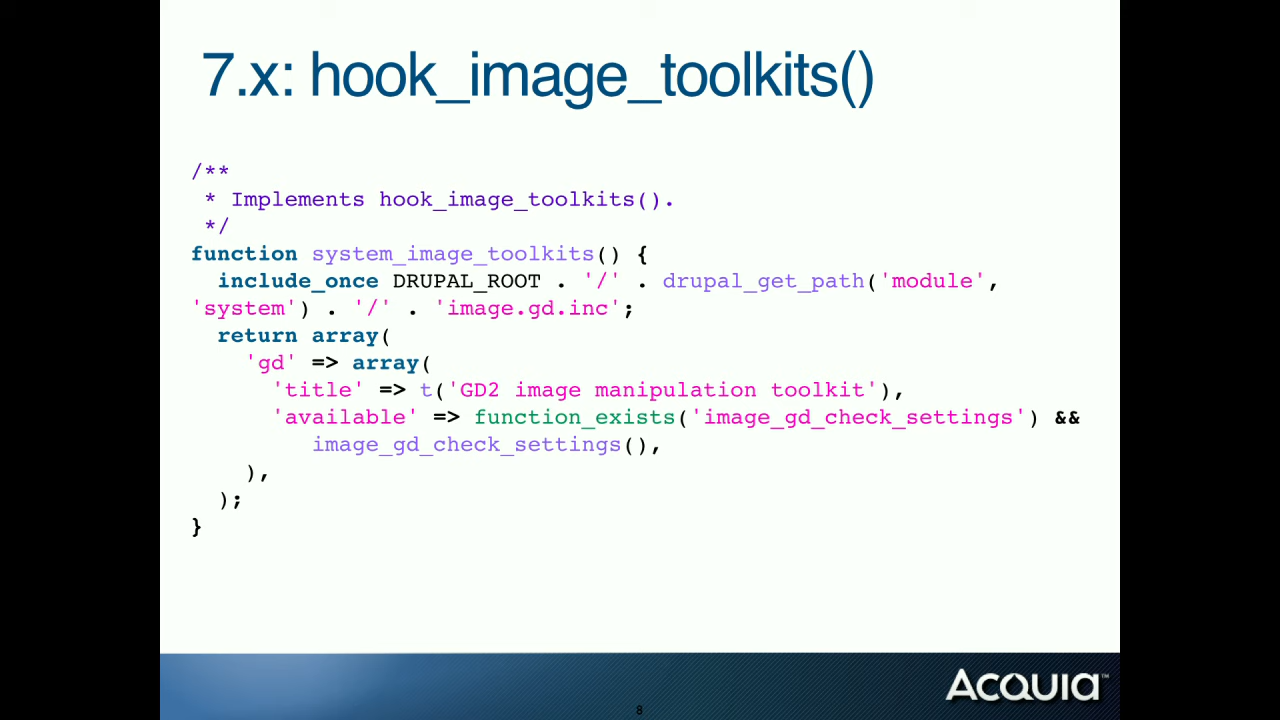 7.x: hook_image_toolkits()
/**
 * Implements hook_image_toolkits().
 */
function system_image_toolkits() {
  include_once DRUPAL_ROOT . '/' . drupal_get_path('module',
'system') . '/' . 'image.gd.inc';
  return array(
    'gd' => array(
      'title' => t('GD2 image manipulation toolkit'),
      'available' => function_exists('image_gd_check_settings') &&
         image_gd_check_settings(),
    ),
  );
}
ACQUIA™
8